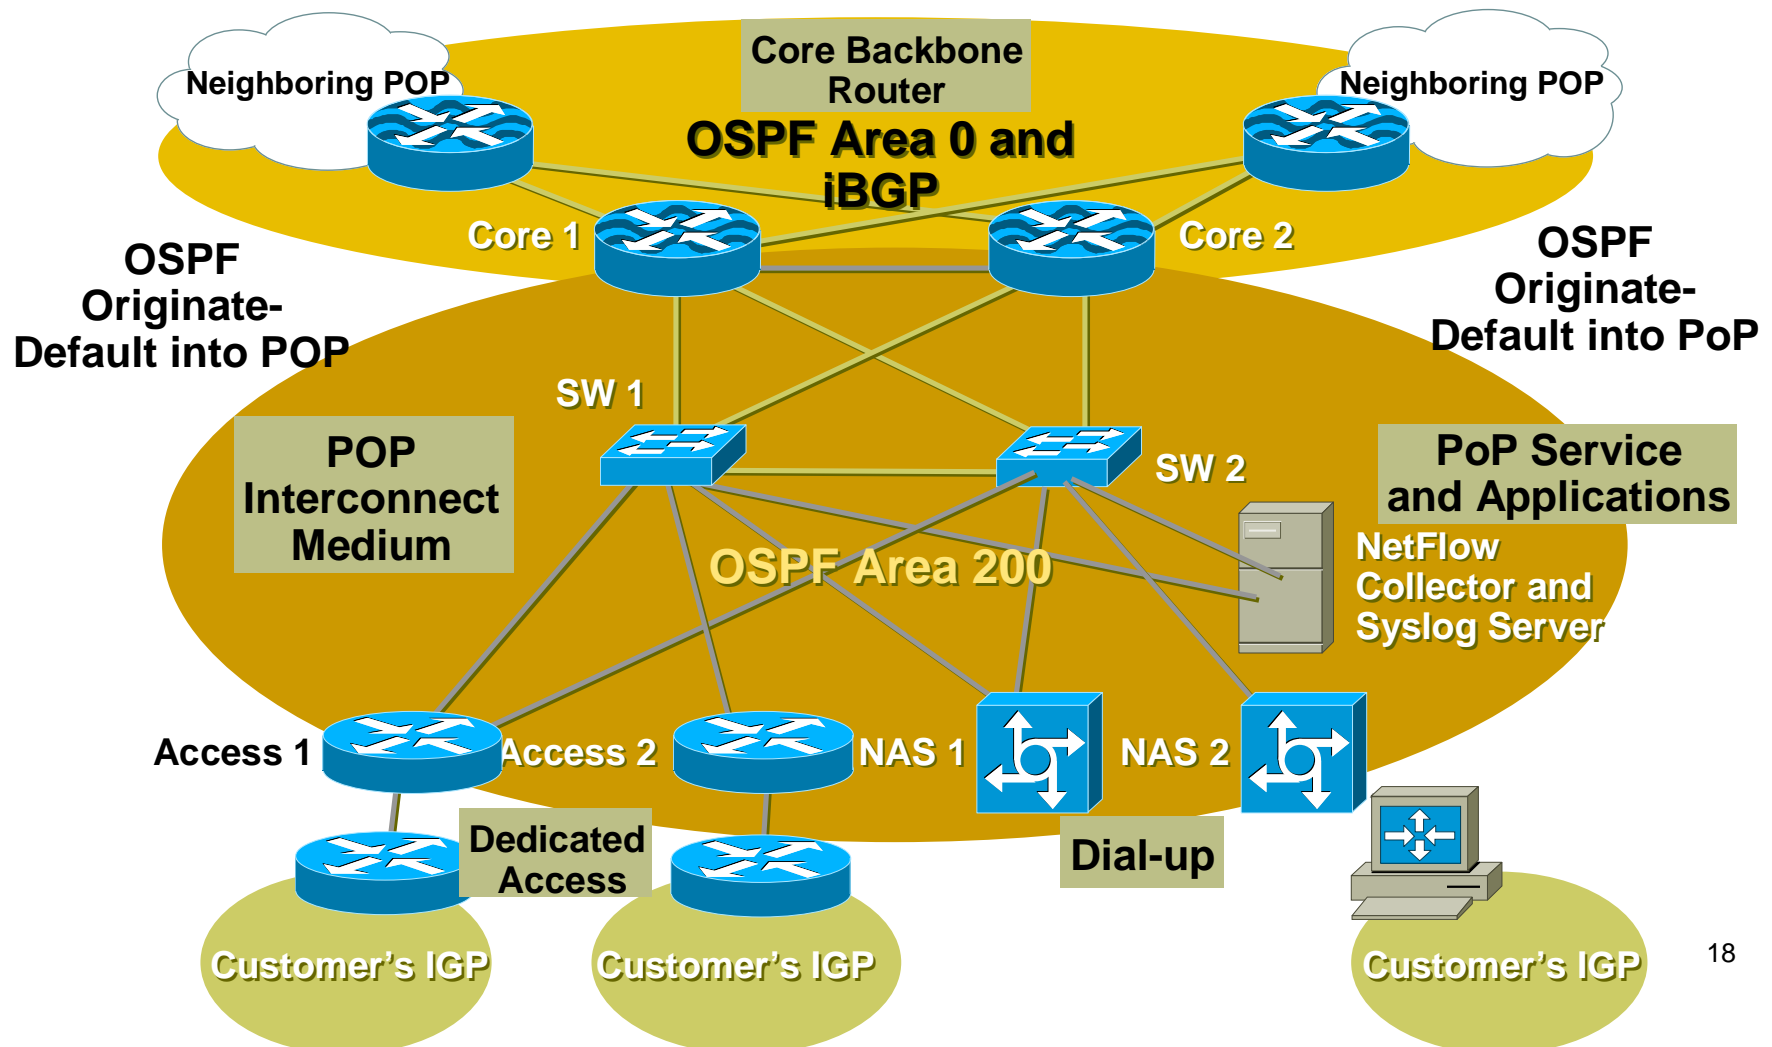 Neighboring POP
Core Backbone
Router
Neighboring POP
OSPF Area 0 and
iBGP
Core 1
Core 2
OSPF
Originate-
Default into POP
OSPF
Originate-
Default into PoP
SW 1
SW 2
POP
Interconnect
Medium
PoP Service
and Applications
OSPF Area 200
NetFlow
Collector and
Syslog Server
Access 1
Access 2
NAS 1
NAS 2
Dedicated
Access
Dial-up
Customer’s IGP
Customer’s IGP
Customer’s IGP
18